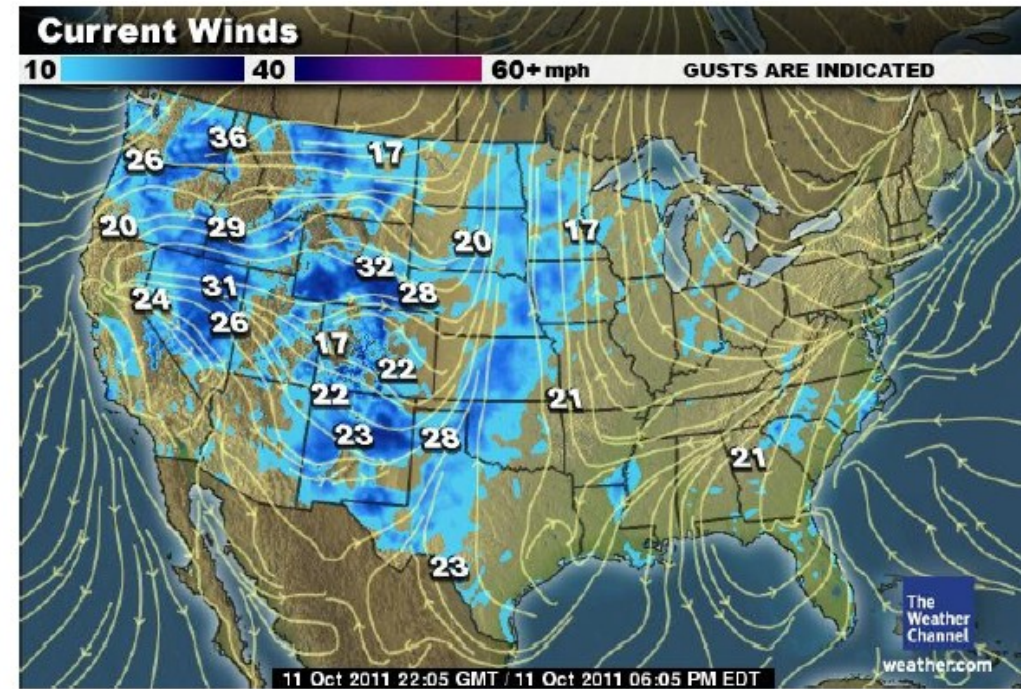 Current Winds
10 40 60+ mph GUSTS ARE INDICATED
36
26 17
20 29 20 17
32
24 31 28
26
17
22
22 21
23 28
21
23
The
Weather
Channel
weather.com
11 Oct 2011 22:05 GMT / 11 Oct 2011 06:05 PM EDT